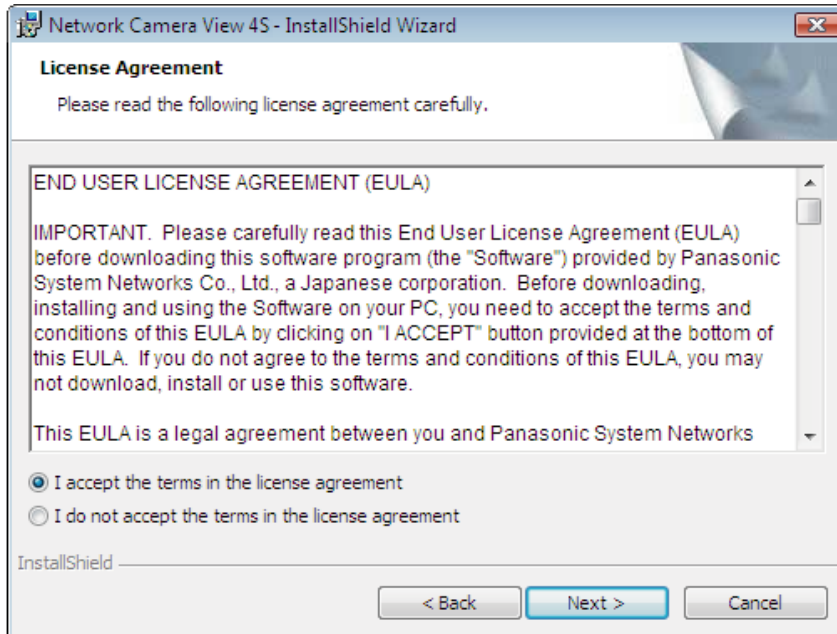 Network Camera View 4S - InstallShield Wizard
License Agreement
Please read the following license agreement carefully.
END USER LICENSE AGREEMENT (EULA)
IMPORTANT.  Please carefully read this End User License Agreement (EULA)
before downloading this software program (the "Software") provided by Panasonic
System Networks Co., Ltd., a Japanese corporation.  Before downloading,
installing and using the Software on your PC, you need to accept the terms and
conditions of this EULA by clicking on "I ACCEPT" button provided at the bottom of
this EULA.  If you do not agree to the terms and conditions of this EULA, you may
not download, install or use this software.
This EULA is a legal agreement between you and Panasonic System Networks
I accept the terms in the license agreement
I do not accept the terms in the license agreement
InstallShield
< Back
Next >
Cancel